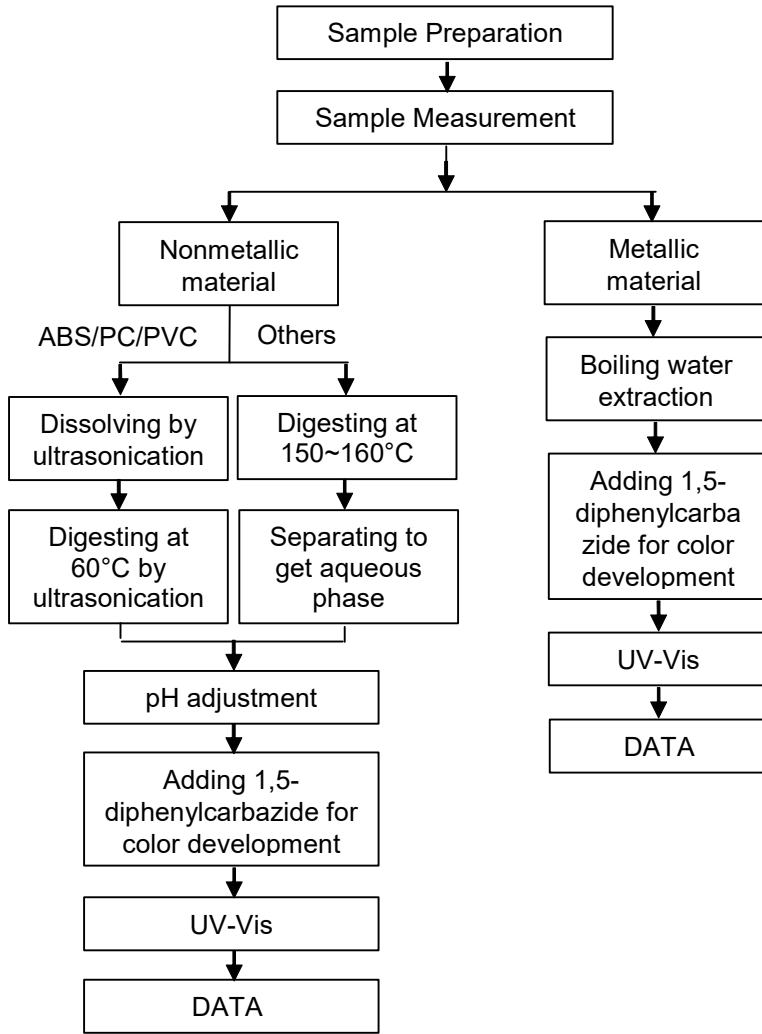 Sample Preparation
Sample Measurement
Nonmetallic
material
Metallic
material
ABS/PC/PVC
Others
Boiling water
extraction
Dissolving by
ultrasonication
Digesting at
150~160°C
Adding 1,5-
diphenylcarba
zide for color
development
Digesting at
60°C by
ultrasonication
Separating to
get aqueous
phase
UV-Vis
pH adjustment
DATA
Adding 1,5-
diphenylcarbazide for
color development
UV-Vis
DATA